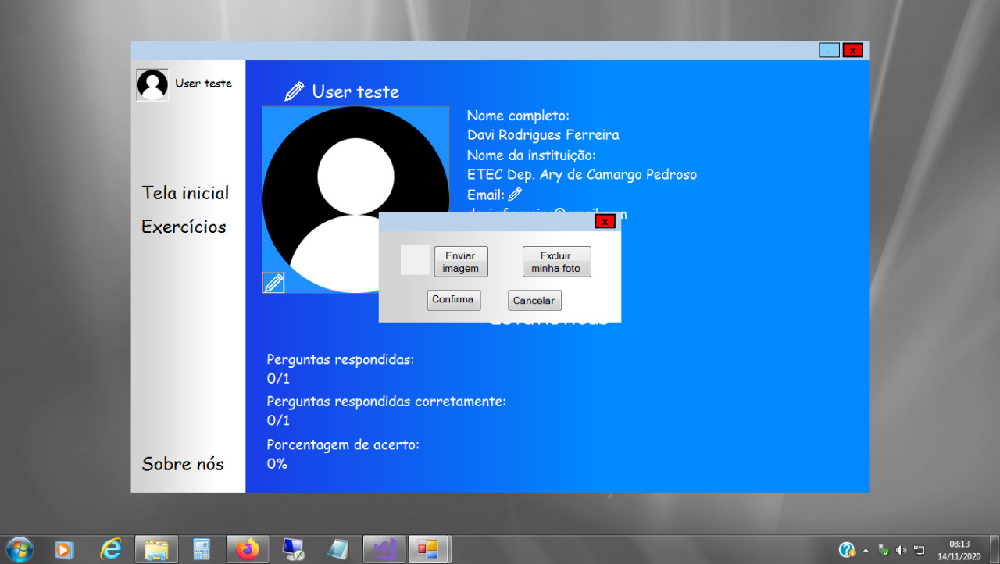 -
x
User teste
User teste
Nome completo:
Davi Rodrigues Ferreira
Nome da instituição:
ETEC Dep. Ary de Camargo Pedroso
Email:
x
Enviar
imagem
Excluir
minha foto
Confirma
Cancelar
Tela inicial
Exercícios
Perguntas respondidas:
0/1
Perguntas respondidas corretamente:
0/1
Porcentagem de acerto:
0%
Sobre nós
08:13
14/11/2020